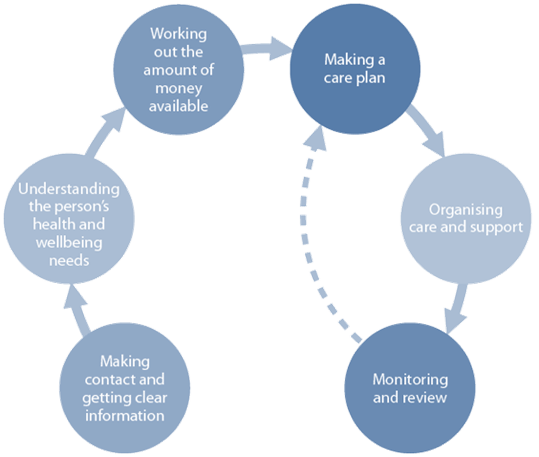 Making
contact and
getting clear
information
Understanding
the person's
health and
wellbeing
needs
Working
out the
amount of
money
available
Making a
care plan
Organising
care and support
Monitoring
and review